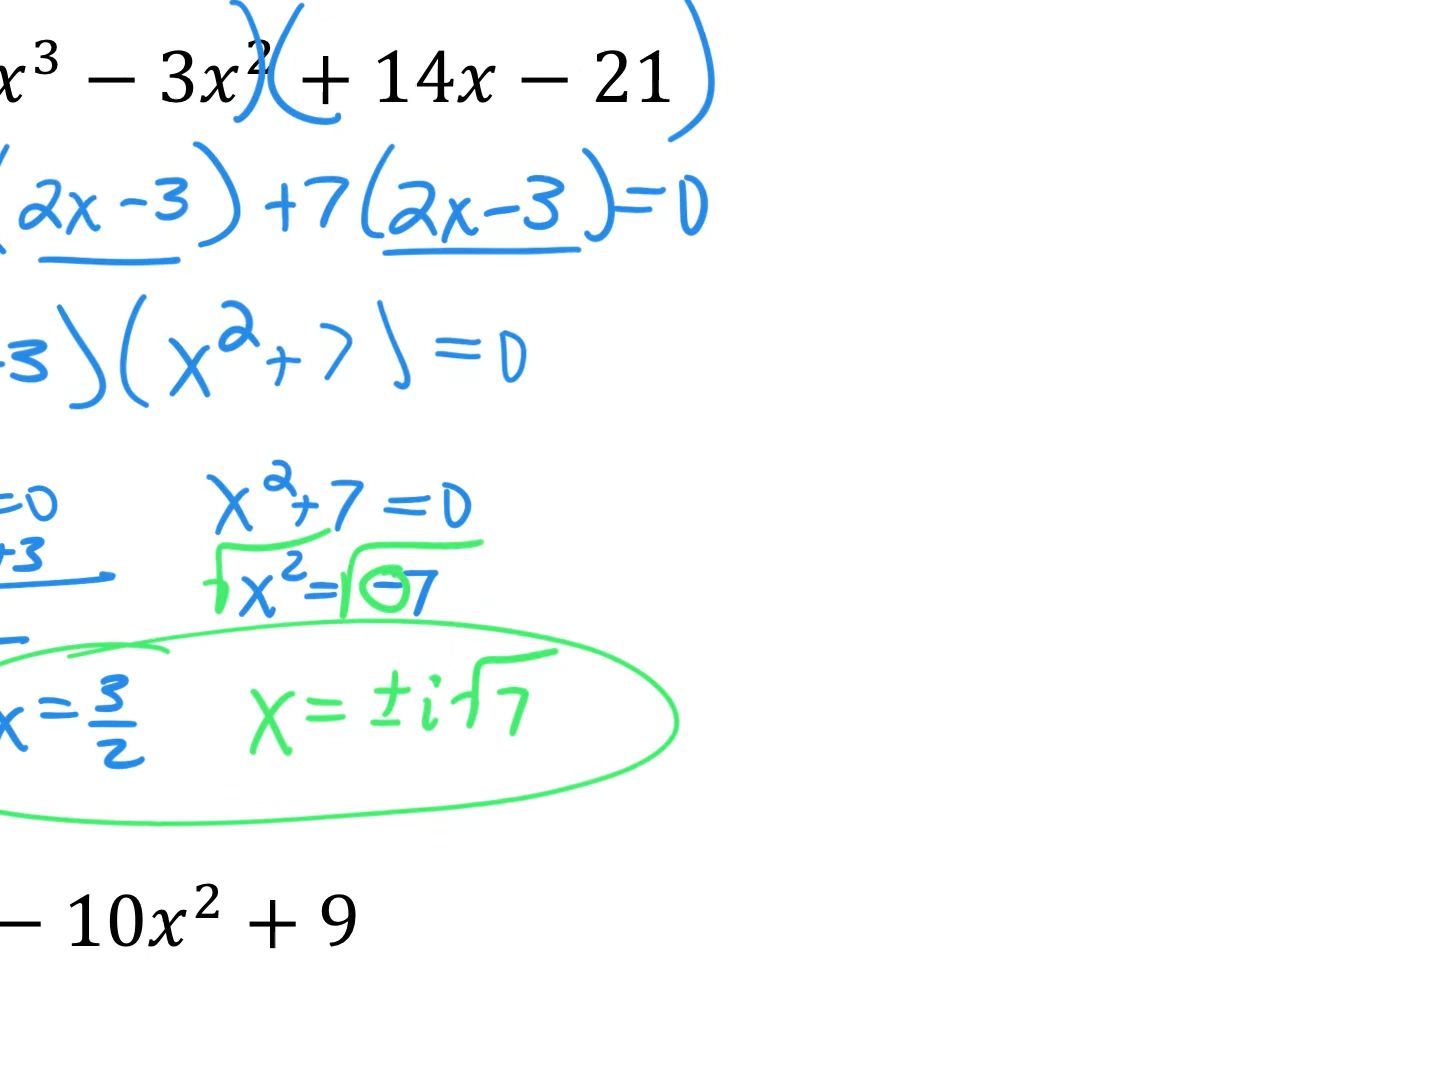 x³ − 3x²)(+ 14x − 21)
(2x-3) +7(2x-3)=0
-3)(x²+7)=0
=0 x²+7=0
+3 √x²=√-7
x=3/2 x=±i√7
− 10x² + 9